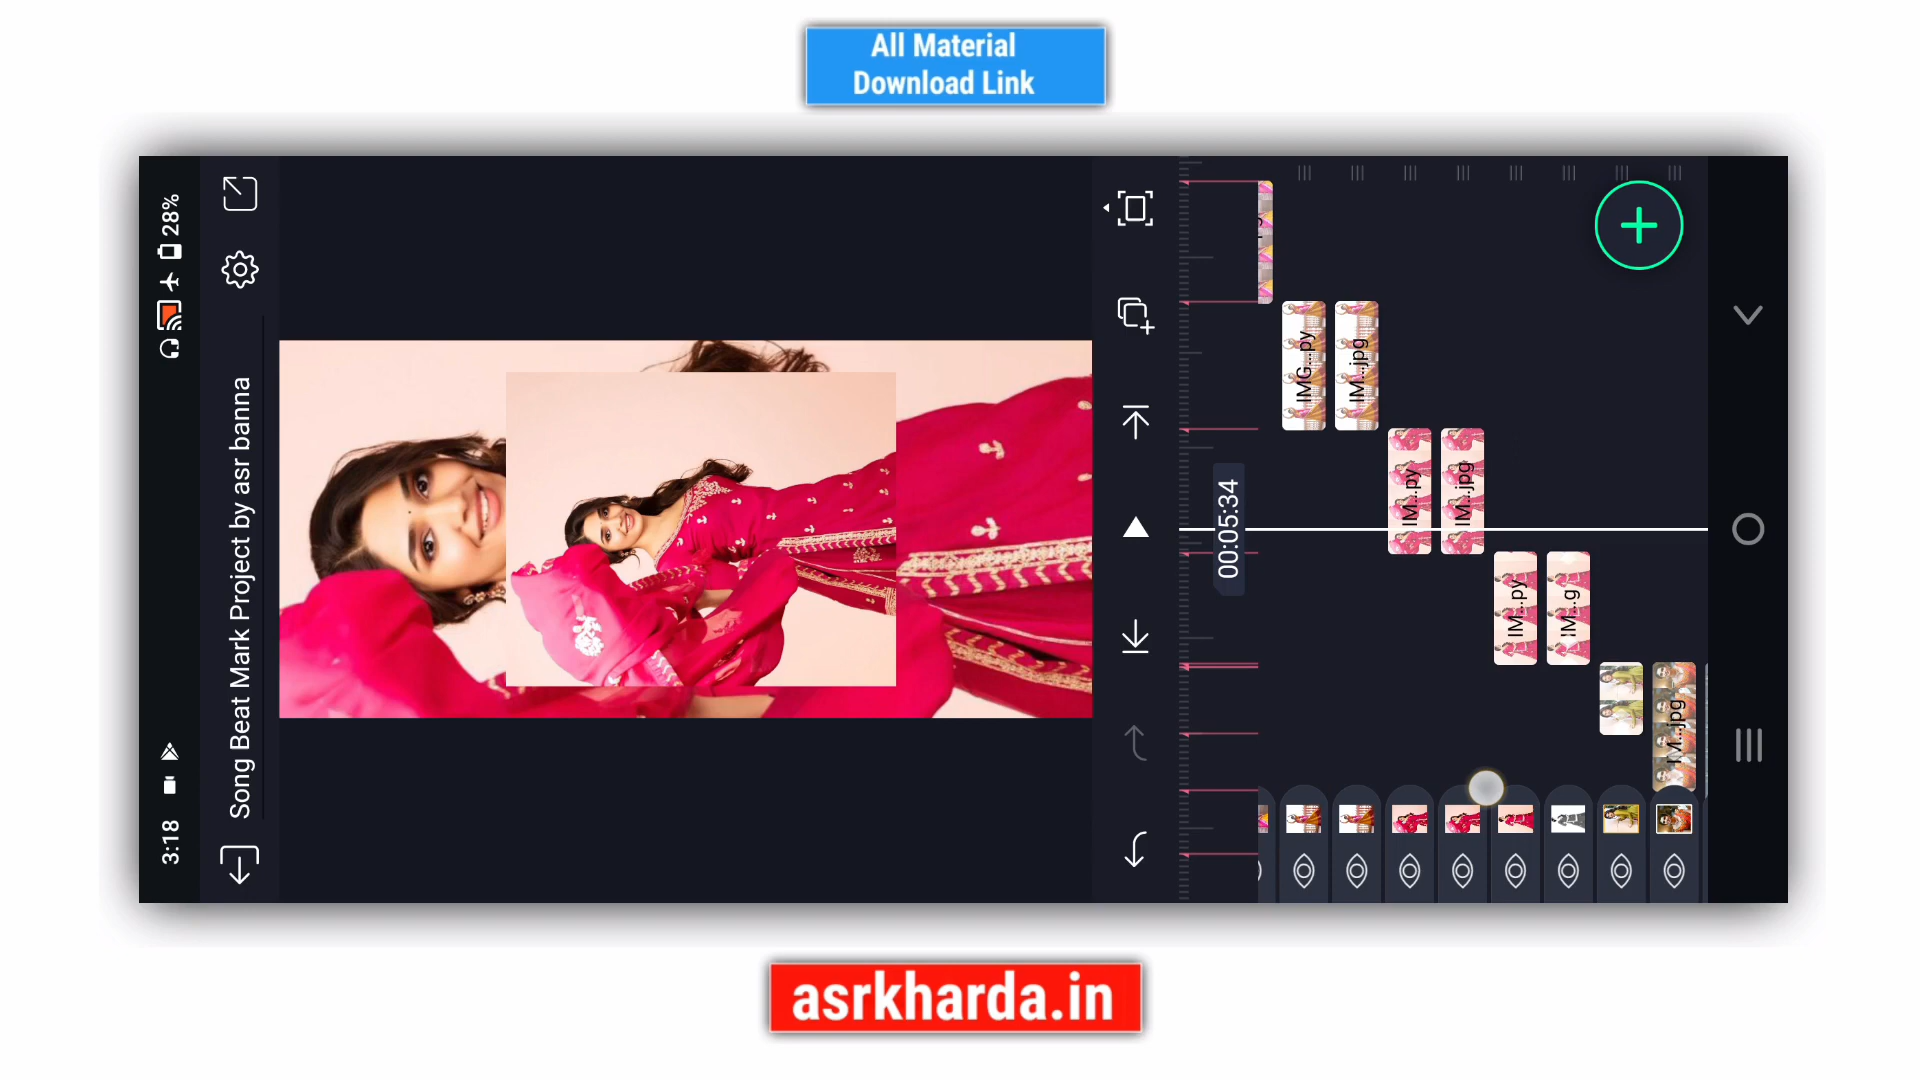 All Material
Download Link
3:18
28%
Song Beat Mark Project by asr banna
00:05:34
IMG...py
IM...jpg
IM...py
IM...jpg
IM...py
IM...g
IM...jpg
asrkharda.in